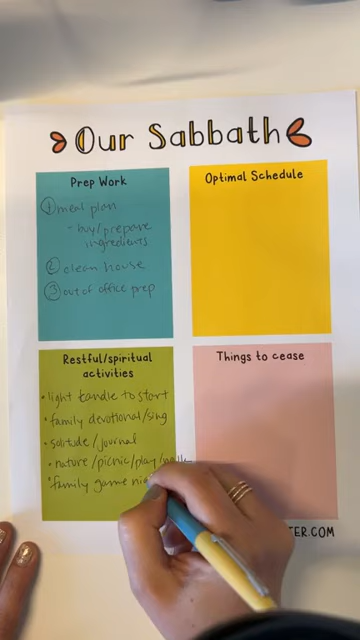 Our Sabbath
Prep Work
① meal plan
- buy/prepare
ingredients
② clean house
③ out of office prep
Optimal Schedule
Restful/spiritual
activities
• light candle to start
• family devotional/sing
• solitude/journal
• nature/picnic/play/walk
• family game
Things to cease
TER.COM